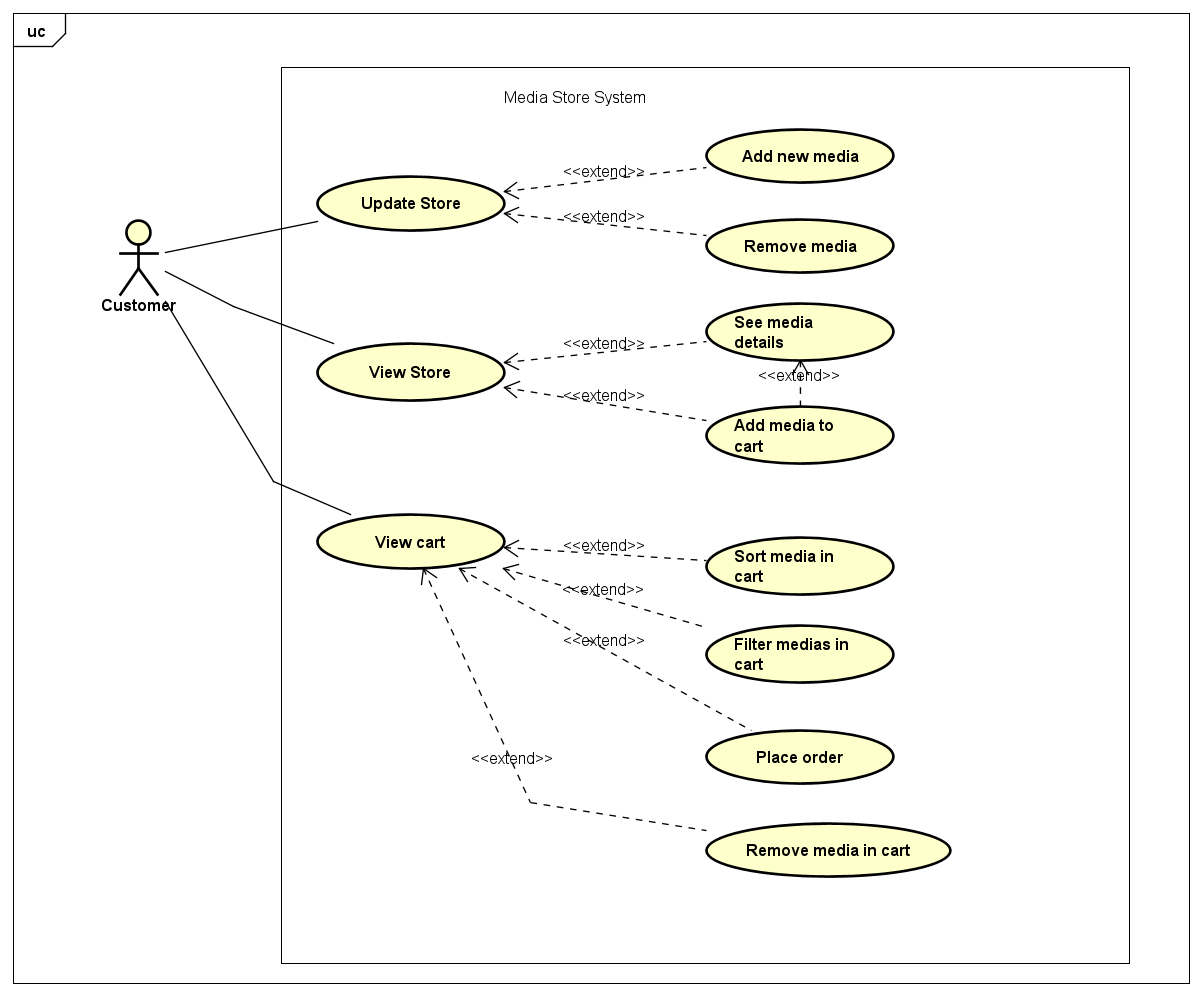 uc
Media Store System
Customer
Update Store
<<extend>>
Add new media
<<extend>>
Remove media
View Store
<<extend>>
See media
details
<<extend>>
<<extend>>
Add media to
cart
View cart
<<extend>>
Sort media in
cart
<<extend>>
Filter medias in
cart
<<extend>>
Place order
<<extend>>
Remove media in cart